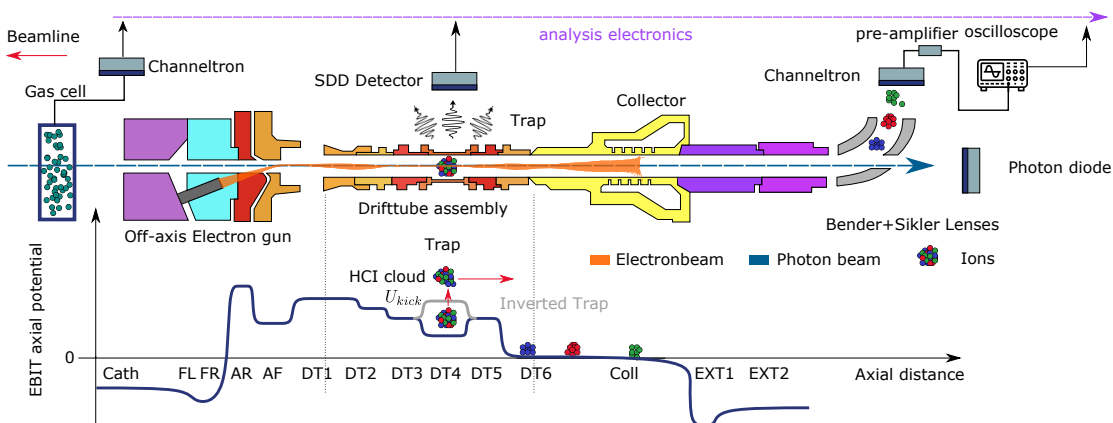 Beamline
analysis electronics
pre-amplifier
oscilloscope
Channeltron
SDD Detector
Channeltron
Gas cell
Collector
Trap
Photon diode
Drifttube assembly
Off-axis Electron gun
Bender+Sikler Lenses
Trap
Electronbeam
Photon beam
Ions
HCI cloud
U_kick
Inverted Trap
EBIT axial potential
0
Cath
FL
FR
AR
AF
DT1
DT2
DT3
DT4
DT5
DT6
Coll
EXT1
EXT2
Axial distance